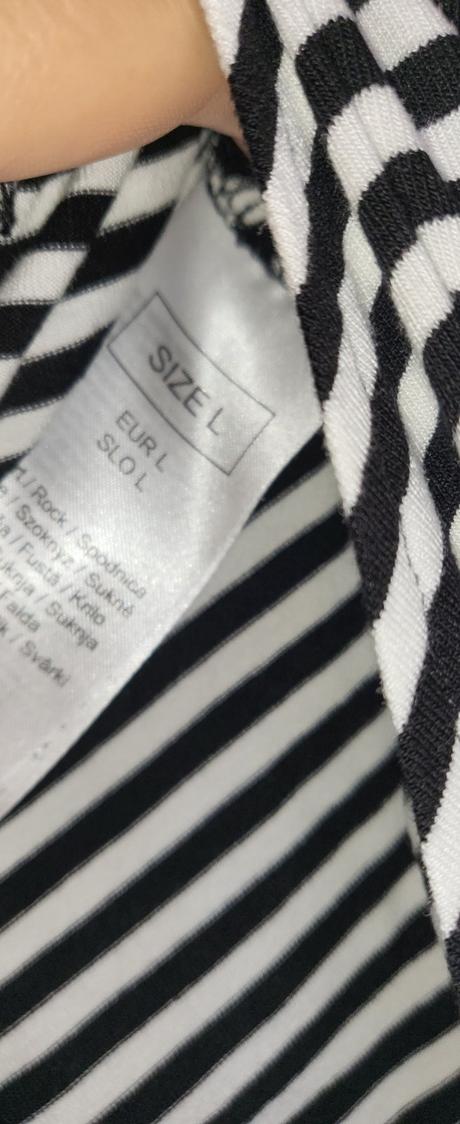 SIZE L
EUR L
SLO L
/ Rock / Spodnica
/ Szoknya / Sukně
/ Fustă / Krilo
/ Suknja
Falda
/ Svārki